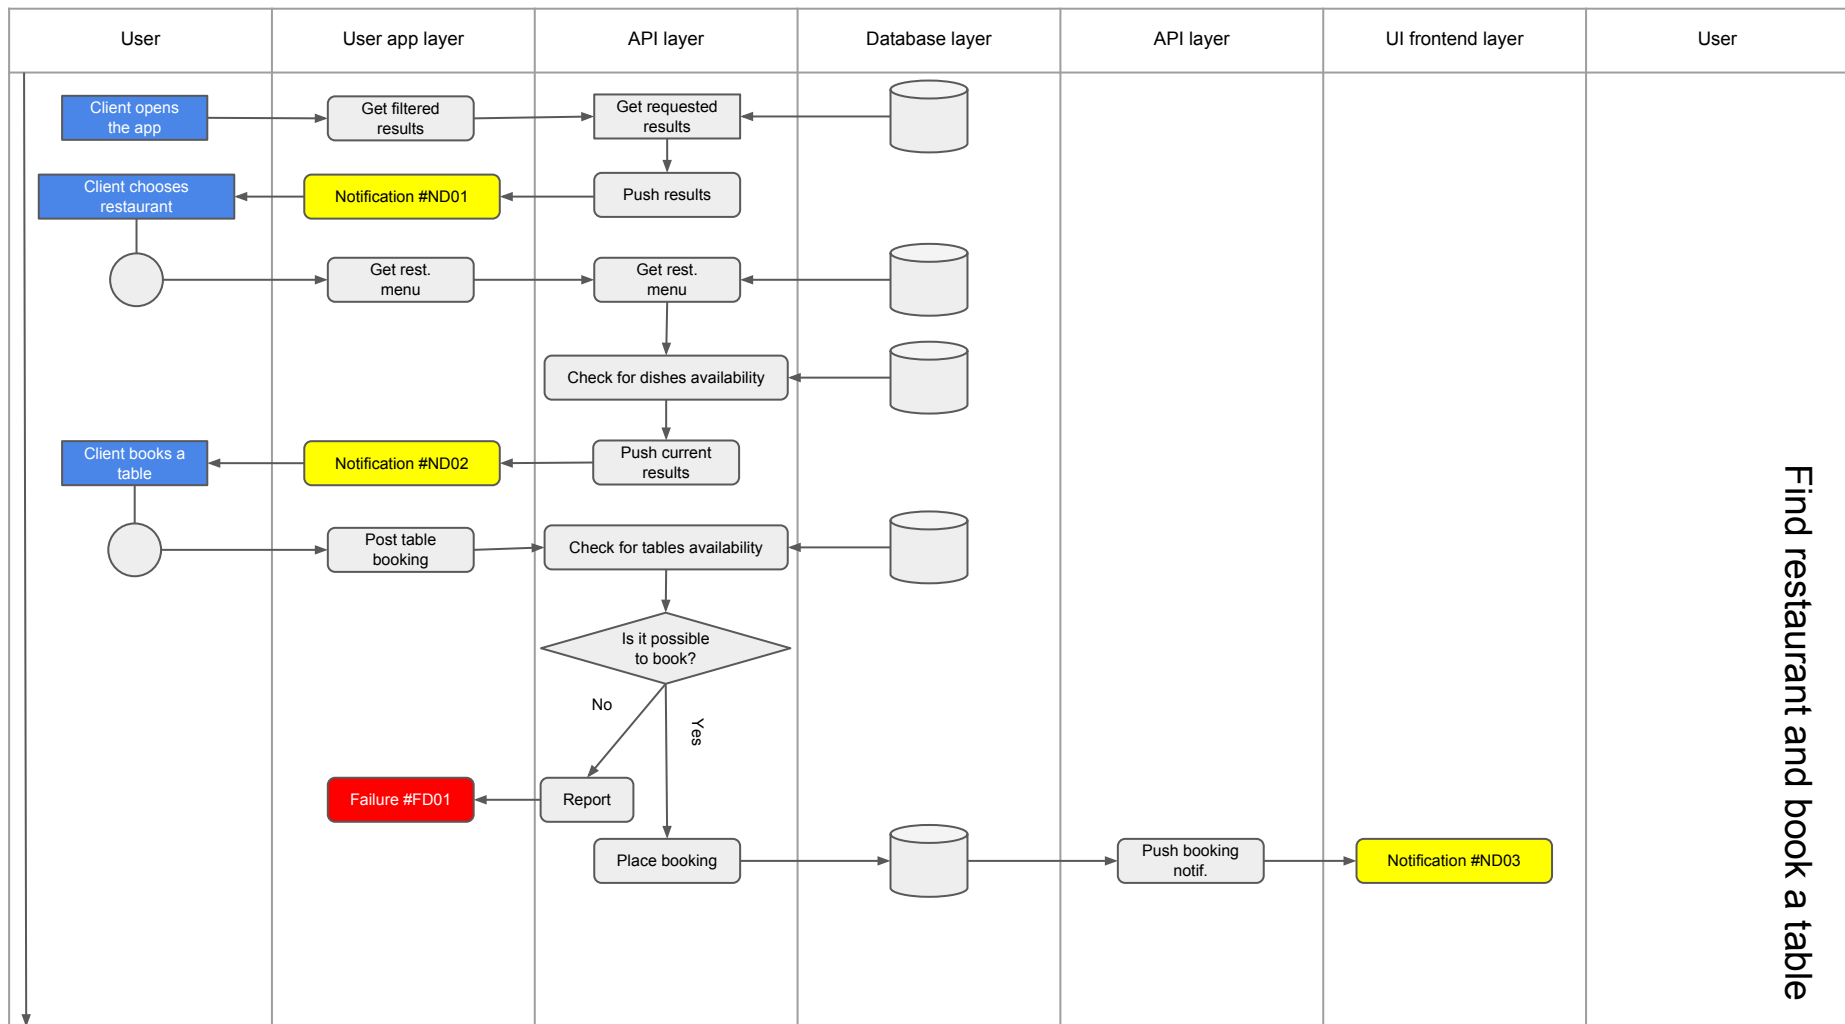 User
User app layer
API layer
Database layer
API layer
UI frontend layer
User
Client opens
the app
Get filtered
results
Get requested
results
Client chooses
restaurant
Notification #ND01
Push results
Get rest.
menu
Get rest.
menu
Check for dishes availability
Client books a
table
Notification #ND02
Push current
results
Post table
booking
Check for tables availability
Is it possible
to book?
No
Yes
Failure #FD01
Report
Place booking
Push booking
notif.
Notification #ND03
Find restaurant and book a table